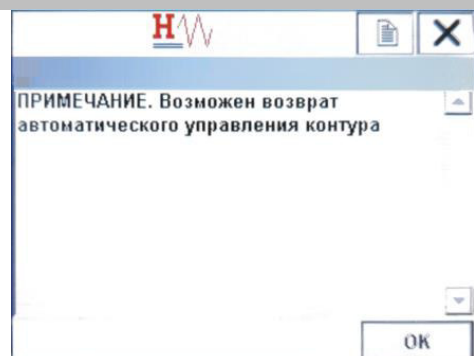 H
ПРИМЕЧАНИЕ. Возможен возврат
автоматического управления контура
OK